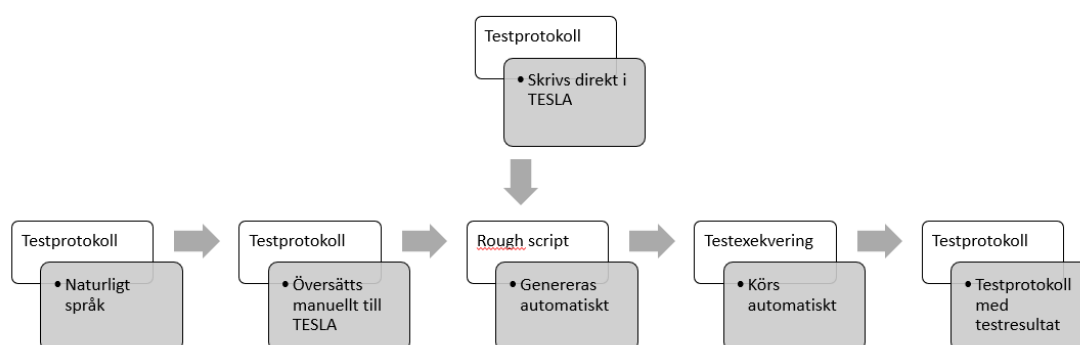 Testprotokoll
• Skrivs direkt i
TESLA
Testprotokoll
• Naturligt
språk
Testprotokoll
• Översätts
manuellt till
TESLA
Rough script
• Genereras
automatiskt
Testexekvering
• Körs
automatiskt
Testprotokoll
• Testprotokoll
med
testresultat